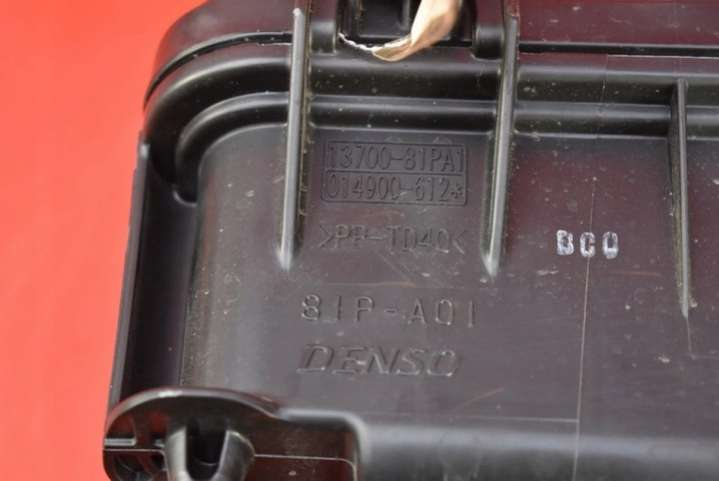 13700-81PA1
014900-612*
>PP-TD40<
BCO
81P-A01
DENSO